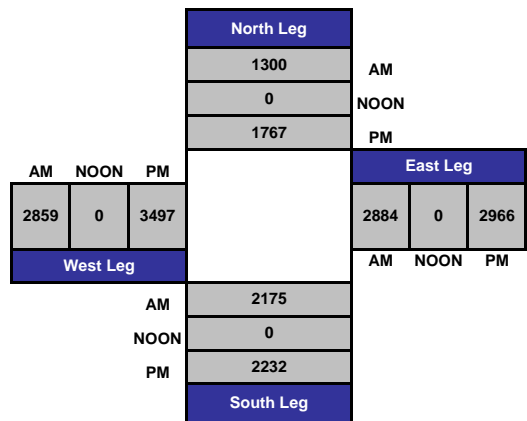 North Leg
1300 AM
0 NOON
1767 PM
AM NOON PM
East Leg
2859 0 3497
2884 0 2966
West Leg
AM NOON PM
AM 2175
NOON 0
PM 2232
South Leg